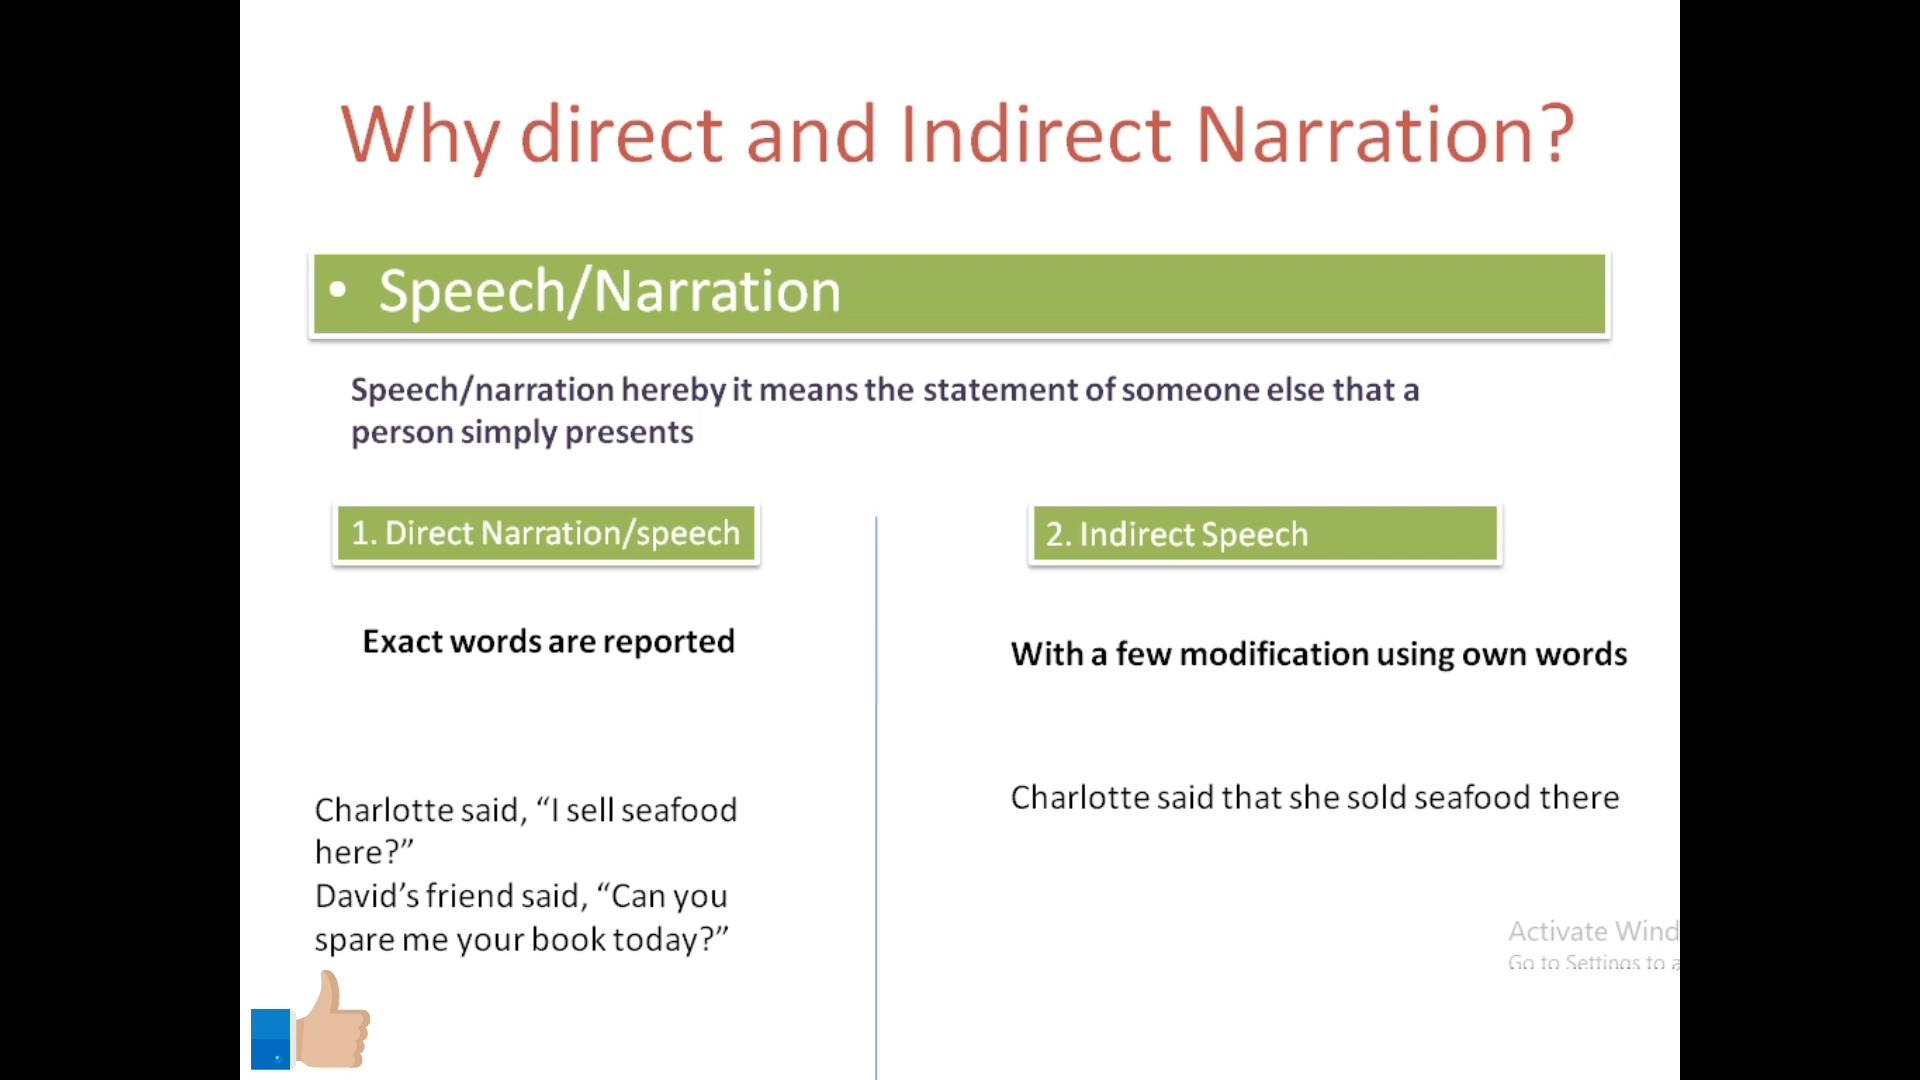 Why direct and Indirect Narration?
• Speech/Narration
Speech/narration hereby it means the statement of someone else that a
person simply presents
1. Direct Narration/speech
Exact words are reported
Charlotte said, “I sell seafood
here?”
David’s friend said, “Can you
spare me your book today?”
2. Indirect Speech
With a few modification using own words
Charlotte said that she sold seafood there
Activate Wind
Go to Settings to a